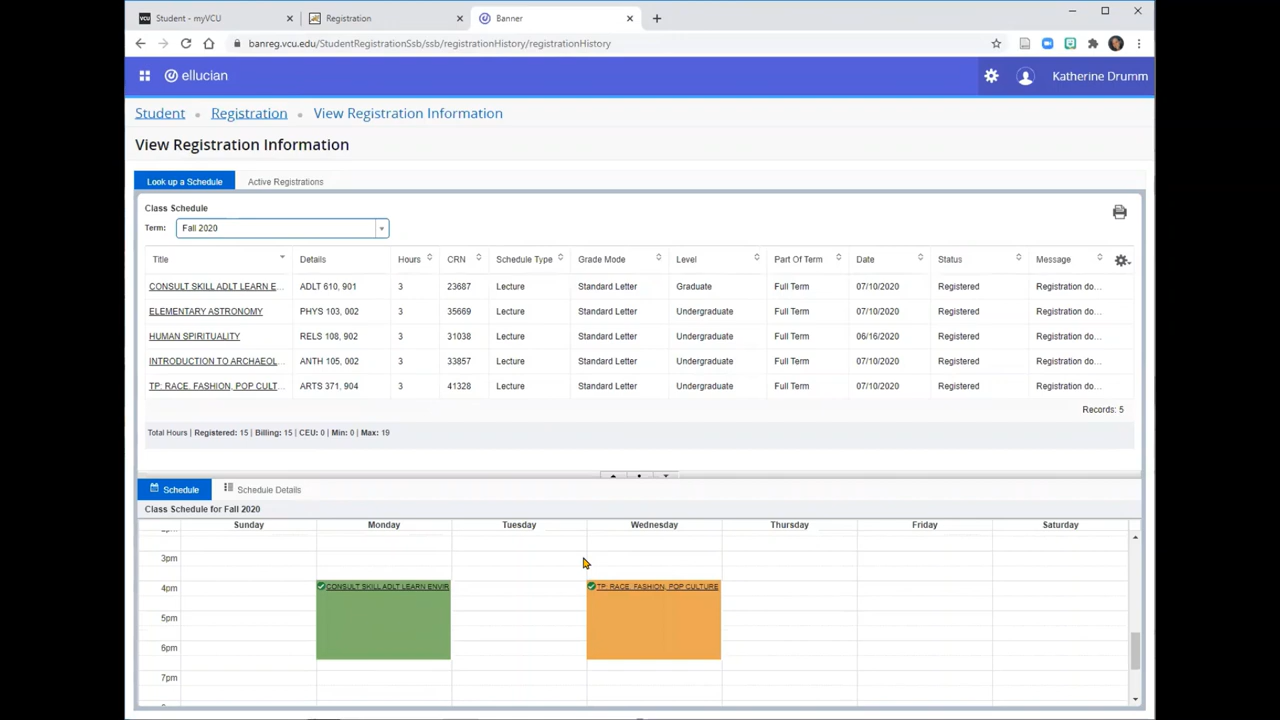 VCU Student - myVCU
Registration
Banner
banreg.vcu.edu/StudentRegistrationSsb/ssb/registrationHistory/registrationHistory
ellucian
Katherine Drumm
Student • Registration • View Registration Information
View Registration Information
Look up a Schedule Active Registrations
Class Schedule
Term: Fall 2020
Title Details Hours CRN Schedule Type Grade Mode Level Part Of Term Date Status Message
CONSULT SKILL ADLT LEARN E... ADLT 610, 901 3 23687 Lecture Standard Letter Graduate Full Term 07/10/2020 Registered Registration do...
ELEMENTARY ASTRONOMY PHYS 103, 002 3 35669 Lecture Standard Letter Undergraduate Full Term 07/10/2020 Registered Registration do...
HUMAN SPIRITUALITY RELS 108, 902 3 31038 Lecture Standard Letter Undergraduate Full Term 06/16/2020 Registered Registration do...
INTRODUCTION TO ARCHAEOL... ANTH 105, 002 3 33857 Lecture Standard Letter Undergraduate Full Term 07/10/2020 Registered Registration do...
TP: RACE, FASHION, POP CULT... ARTS 371, 904 3 41328 Lecture Standard Letter Undergraduate Full Term 07/10/2020 Registered Registration do...
Records: 5
Total Hours | Registered: 15 | Billing: 15 | CEU: 0 | Min: 0 | Max: 19
Schedule Schedule Details
Class Schedule for Fall 2020
Sunday Monday Tuesday Wednesday Thursday Friday Saturday
3pm
4pm CONSULT SKILL ADLT LEARN ENVIR TP: RACE, FASHION, POP CULTURE
5pm
6pm
7pm